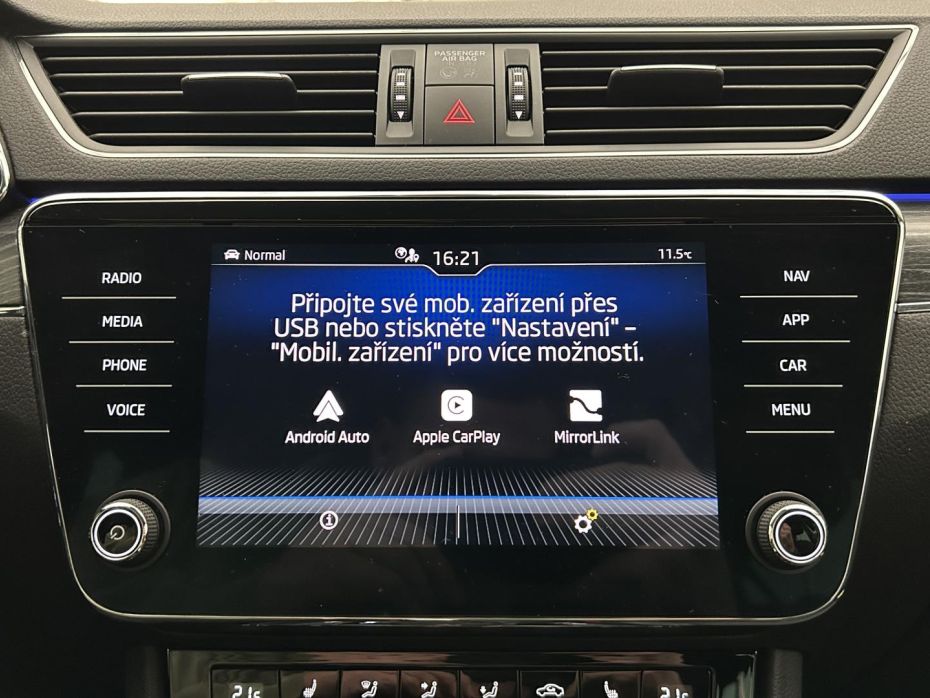 PASSENGER
AIR BAG
RADIO
MEDIA
PHONE
VOICE
Normal
16:21
11.5°C
Připojte své mob. zařízení přes
USB nebo stiskněte "Nastavení" –
"Mobil. zařízení" pro více možností.
Android Auto
Apple CarPlay
MirrorLink
NAV
APP
CAR
MENU